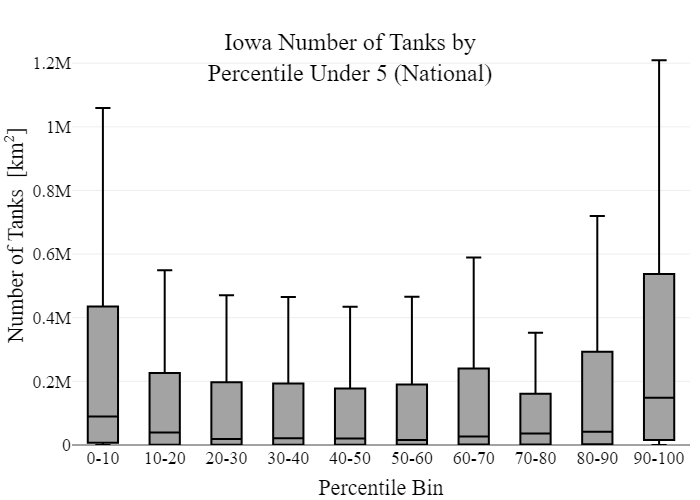 Iowa Number of Tanks by
Percentile Under 5 (National)
Number of Tanks [km²]
1.2M
1M
0.8M
0.6M
0.4M
0.2M
0
0-10 10-20 20-30 30-40 40-50 50-60 60-70 70-80 80-90 90-100
Percentile Bin